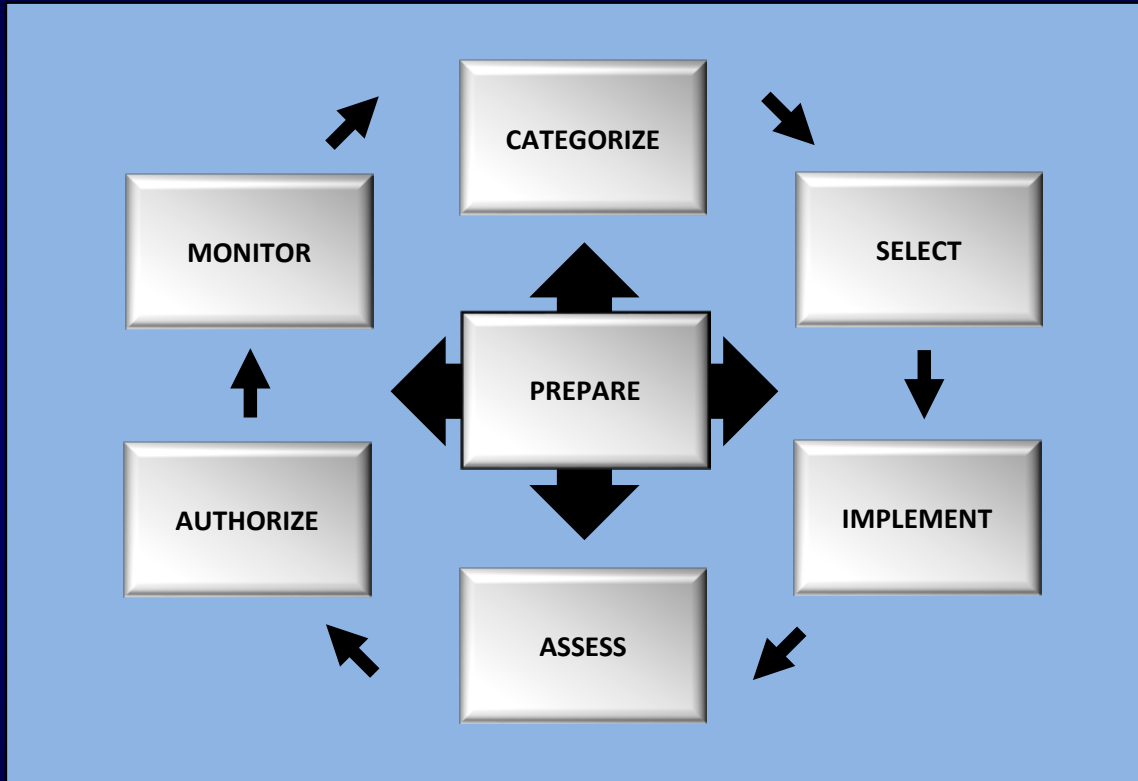 CATEGORIZE
MONITOR
SELECT
PREPARE
AUTHORIZE
IMPLEMENT
ASSESS